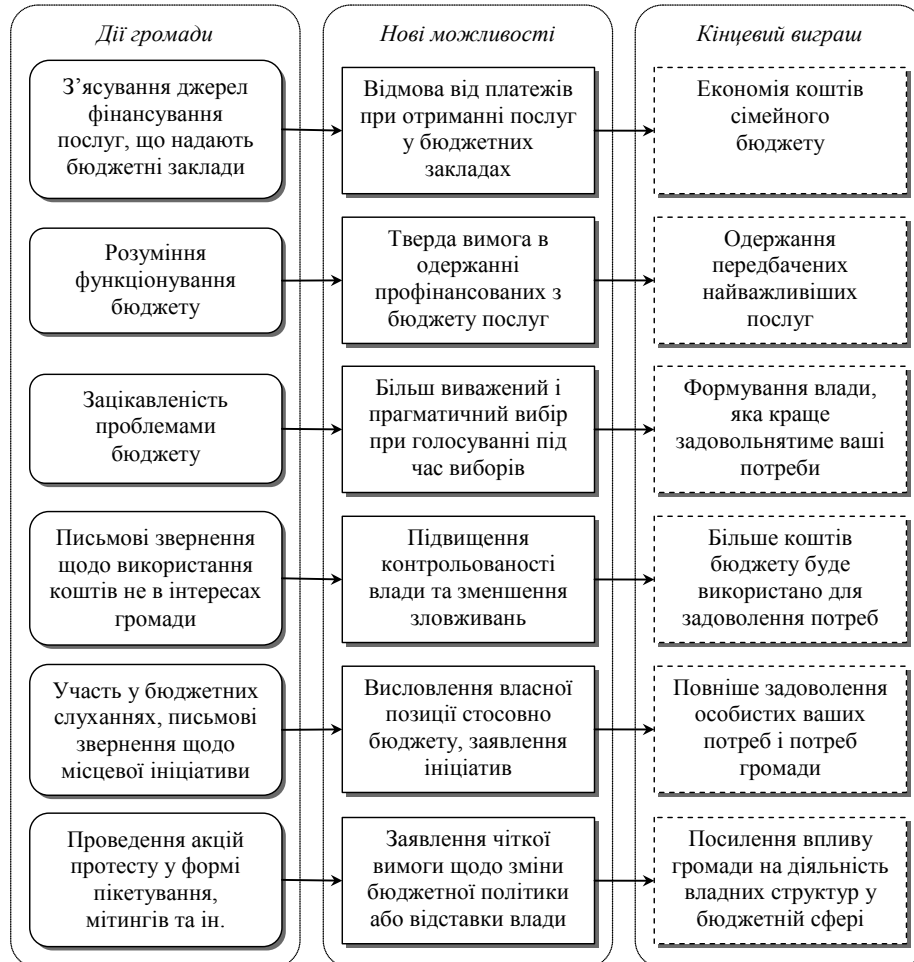 Дії громади
Нові можливості
Кінцевий виграш
З’ясування джерел
фінансування
послуг, що надають
бюджетні заклади
Відмова від платежів
при отриманні послуг
у бюджетних
закладах
Економія коштів
сімейного
бюджету
Розуміння
функціонування
бюджету
Тверда вимога в
одержанні
профінансованих з
бюджету послуг
Одержання
передбачених
найважливіших
послуг
Зацікавленість
проблемами
бюджету
Більш виважений і
прагматичний вибір
при голосуванні під
час виборів
Формування влади,
яка краще
задовольнятиме ваші
потреби
Письмові звернення
щодо використання
коштів не в інтересах
громади
Підвищення
контрольованості
влади та зменшення
зловживань
Більше коштів
бюджету буде
використано для
задоволення потреб
Участь у бюджетних
слуханнях, письмові
звернення щодо
місцевої ініціативи
Висловлення власної
позиції стосовно
бюджету, заявлення
ініціатив
Повніше задоволення
особистих ваших
потреб і потреб
громади
Проведення акцій
протесту у формі
пікетування,
мітингів та ін.
Заявлення чіткої
вимоги щодо зміни
бюджетної політики
або відставки влади
Посилення впливу
громади на діяльність
владних структур у
бюджетній сфері